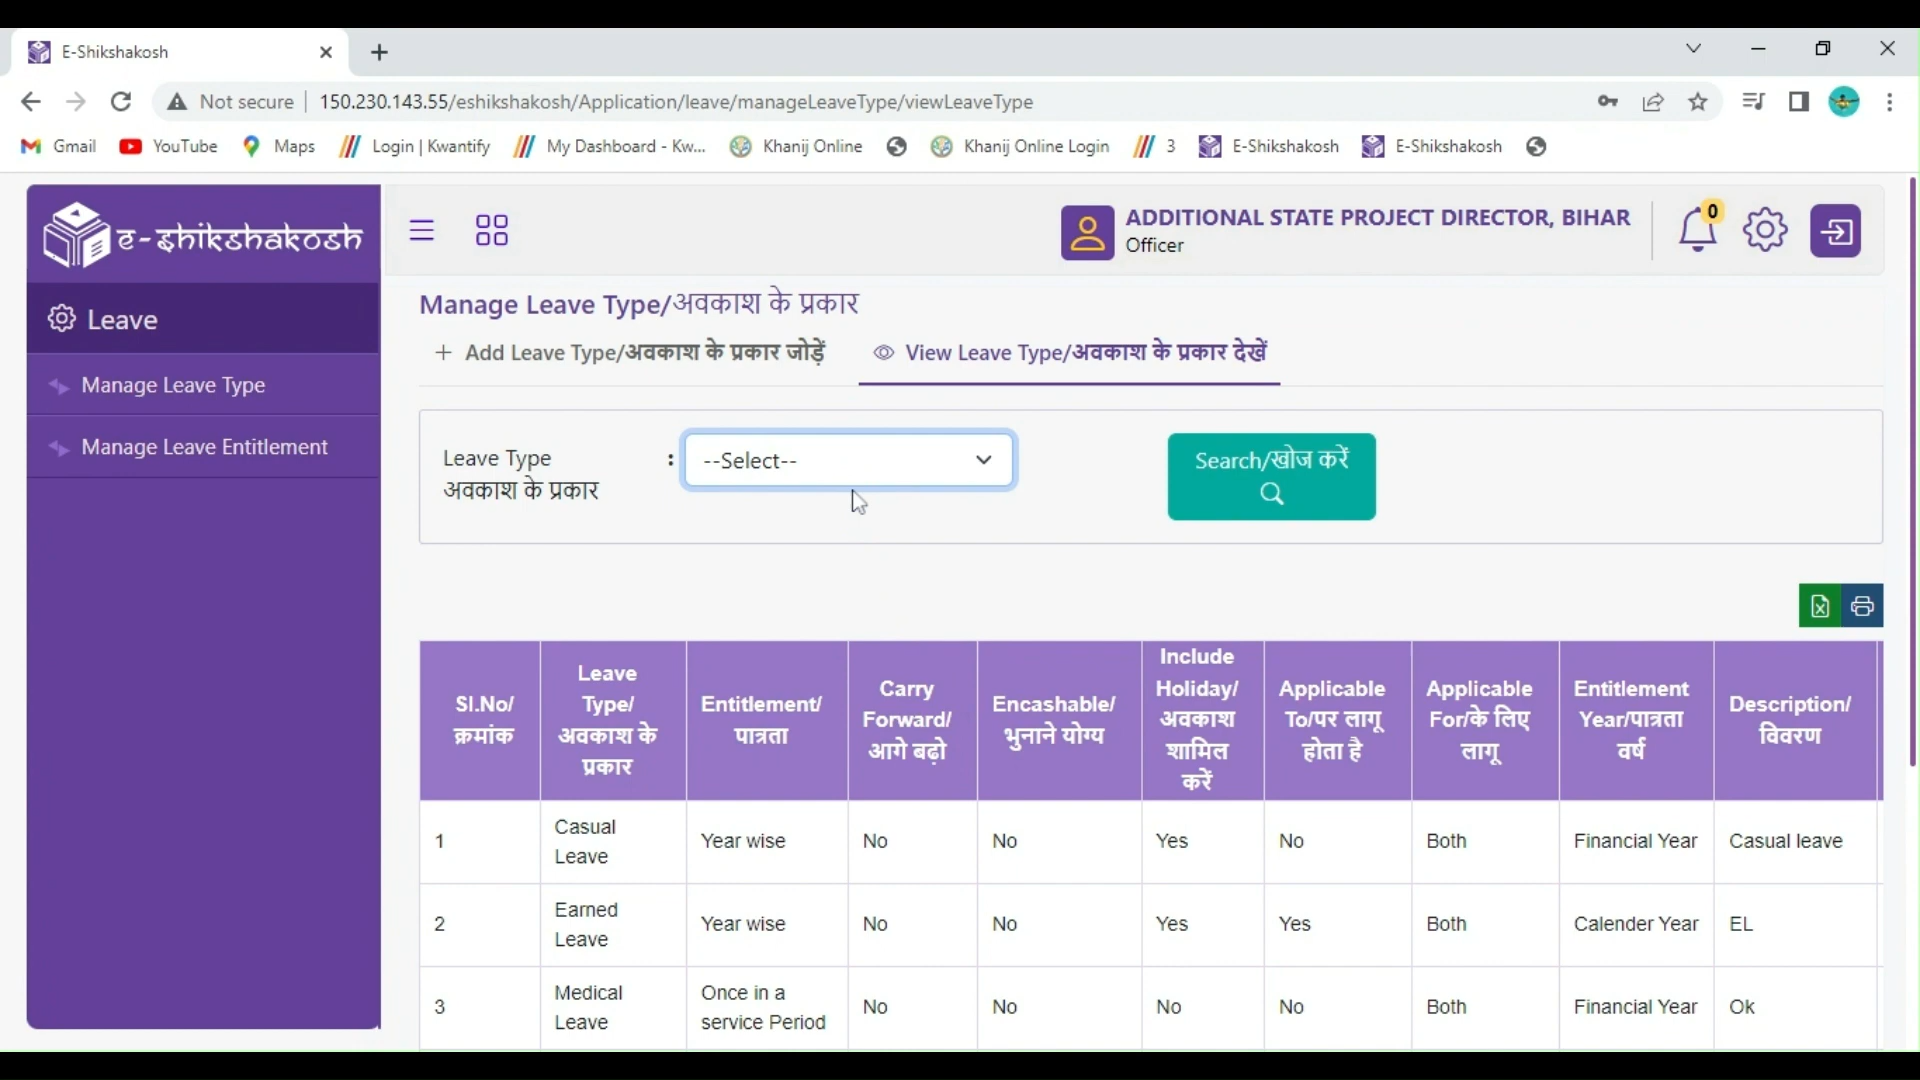 E-Shikshakosh
Not secure 150.230.143.55/eshikshakosh/Application/leave/manageLeaveType/viewLeaveType
Gmail YouTube Maps Login | Kwantify My Dashboard - Kw... Khanij Online Khanij Online Login 3 E-Shikshakosh E-Shikshakosh
e-shikshakosh
ADDITIONAL STATE PROJECT DIRECTOR, BIHAR
Officer
0
Leave
Manage Leave Type
Manage Leave Entitlement
Manage Leave Type/अवकाश के प्रकार
+ Add Leave Type/अवकाश के प्रकार जोड़ें
View Leave Type/अवकाश के प्रकार देखें
Leave Type
अवकाश के प्रकार
:
--Select--
Search/खोज करें
Sl.No/
क्रमांक
Leave
Type/
अवकाश के
प्रकार
Entitlement/
पात्रता
Carry
Forward/
आगे बढ़ो
Encashable/
भुनाने योग्य
Include
Holiday/
अवकाश
शामिल
करें
Applicable
To/पर लागू
होता है
Applicable
For/के लिए
लागू
Entitlement
Year/पात्रता
वर्ष
Description/
विवरण
1
Casual
Leave
Year wise
No
No
Yes
No
Both
Financial Year
Casual leave
2
Earned
Leave
Year wise
No
No
Yes
Yes
Both
Calender Year
EL
3
Medical
Leave
Once in a
service Period
No
No
No
No
Both
Financial Year
Ok